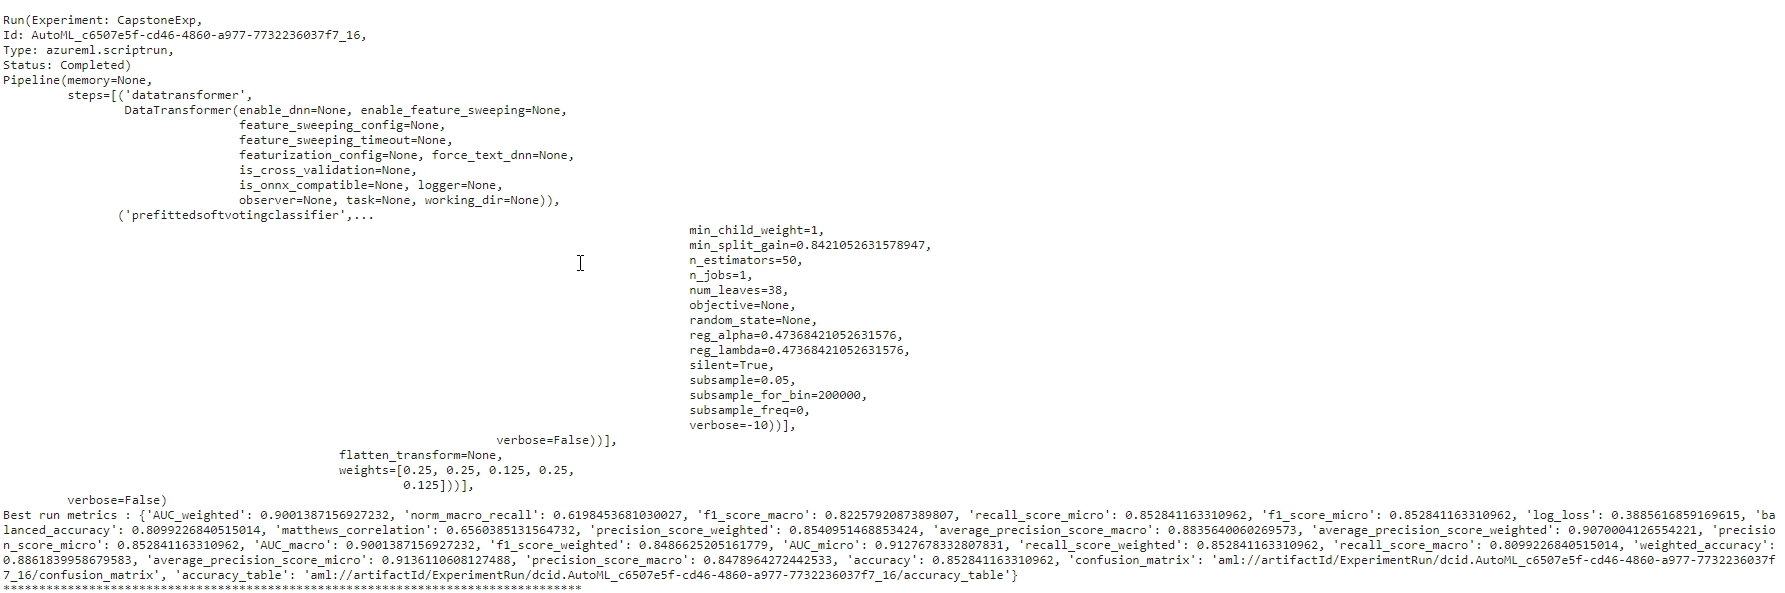 Run(Experiment: CapstoneExp,
Id: AutoML_c6507e5f-cd46-4860-a977-7732236037f7_16,
Type: azureml.scriptrun,
Status: Completed)
Pipeline(memory=None,
steps=[('datatransformer',
DataTransformer(enable_dnn=None, enable_feature_sweeping=None,
feature_sweeping_config=None,
feature_sweeping_timeout=None,
featurization_config=None, force_text_dnn=None,
is_cross_validation=None,
is_onnx_compatible=None, logger=None,
observer=None, task=None, working_dir=None)),
('prefittedsoftvotingclassifier',...
min_child_weight=1,
min_split_gain=0.8421052631578947,
n_estimators=50,
n_jobs=1,
num_leaves=38,
objective=None,
random_state=None,
reg_alpha=0.47368421052631576,
reg_lambda=0.47368421052631576,
silent=True,
subsample=0.05,
subsample_for_bin=200000,
subsample_freq=0,
verbose=-10))],
verbose=False))],
flatten_transform=None,
weights=[0.25, 0.25, 0.125, 0.25,
0.125]))],
verbose=False)
Best run metrics : {'AUC_weighted': 0.9001387156927232, 'norm_macro_recall': 0.6198453681030027, 'f1_score_macro': 0.8225792087389807, 'recall_score_micro': 0.852841163310962, 'f1_score_micro': 0.852841163310962, 'log_loss': 0.3885616859169615, 'ba
lanced_accuracy': 0.8099226840515014, 'matthews_correlation': 0.6560385131564732, 'precision_score_weighted': 0.8540951468853424, 'average_precision_score_macro': 0.8835640060269573, 'average_precision_score_weighted': 0.9070004126554221, 'precisio
n_score_micro': 0.852841163310962, 'AUC_macro': 0.9001387156927232, 'f1_score_weighted': 0.8486625205161779, 'AUC_micro': 0.9127678332807831, 'recall_score_weighted': 0.852841163310962, 'recall_score_macro': 0.8099226840515014, 'weighted_accuracy':
0.8861839958679583, 'average_precision_score_micro': 0.9136110608127488, 'precision_score_macro': 0.8478964272442533, 'accuracy': 0.852841163310962, 'confusion_matrix': 'aml://artifactId/ExperimentRun/dcid.AutoML_c6507e5f-cd46-4860-a977-7732236037f
7_16/confusion_matrix', 'accuracy_table': 'aml://artifactId/ExperimentRun/dcid.AutoML_c6507e5f-cd46-4860-a977-7732236037f7_16/accuracy_table'}
*********************************************************************************